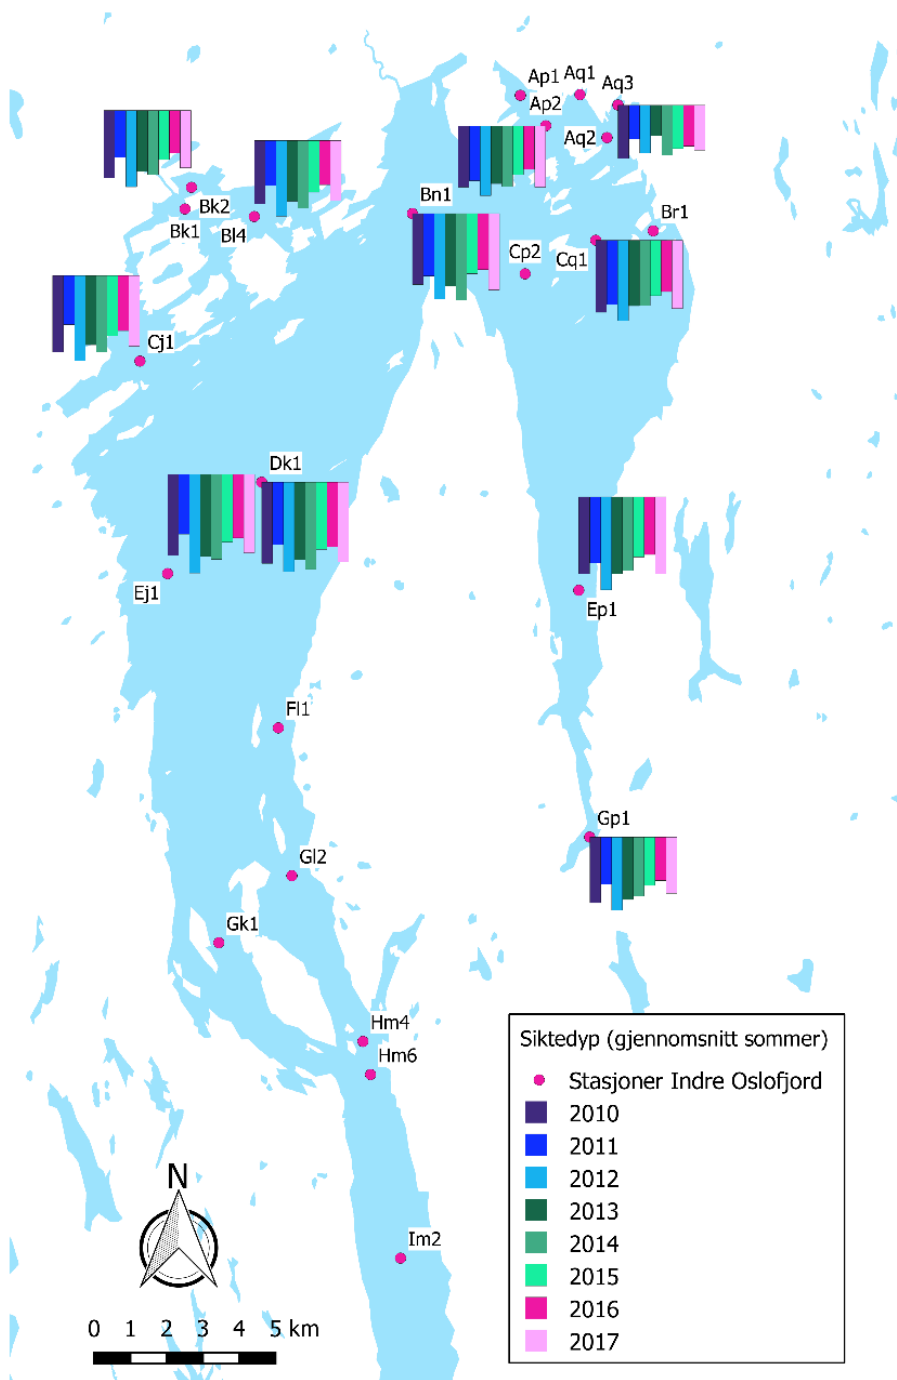 Ap1
Aq1
Aq3
Ap2
Aq2
Bk2
Bk1
Bl4
Bn1
Br1
Cp2
Cq1
Cj1
Dk1
Ej1
Ep1
Fl1
Gp1
Gl2
Gk1
Hm4
Hm6
Im2
Siktedyp (gjennomsnitt sommer)
Stasjoner Indre Oslofjord
2010
2011
2012
2013
2014
2015
2016
2017
N
0 1 2 3 4 5 km